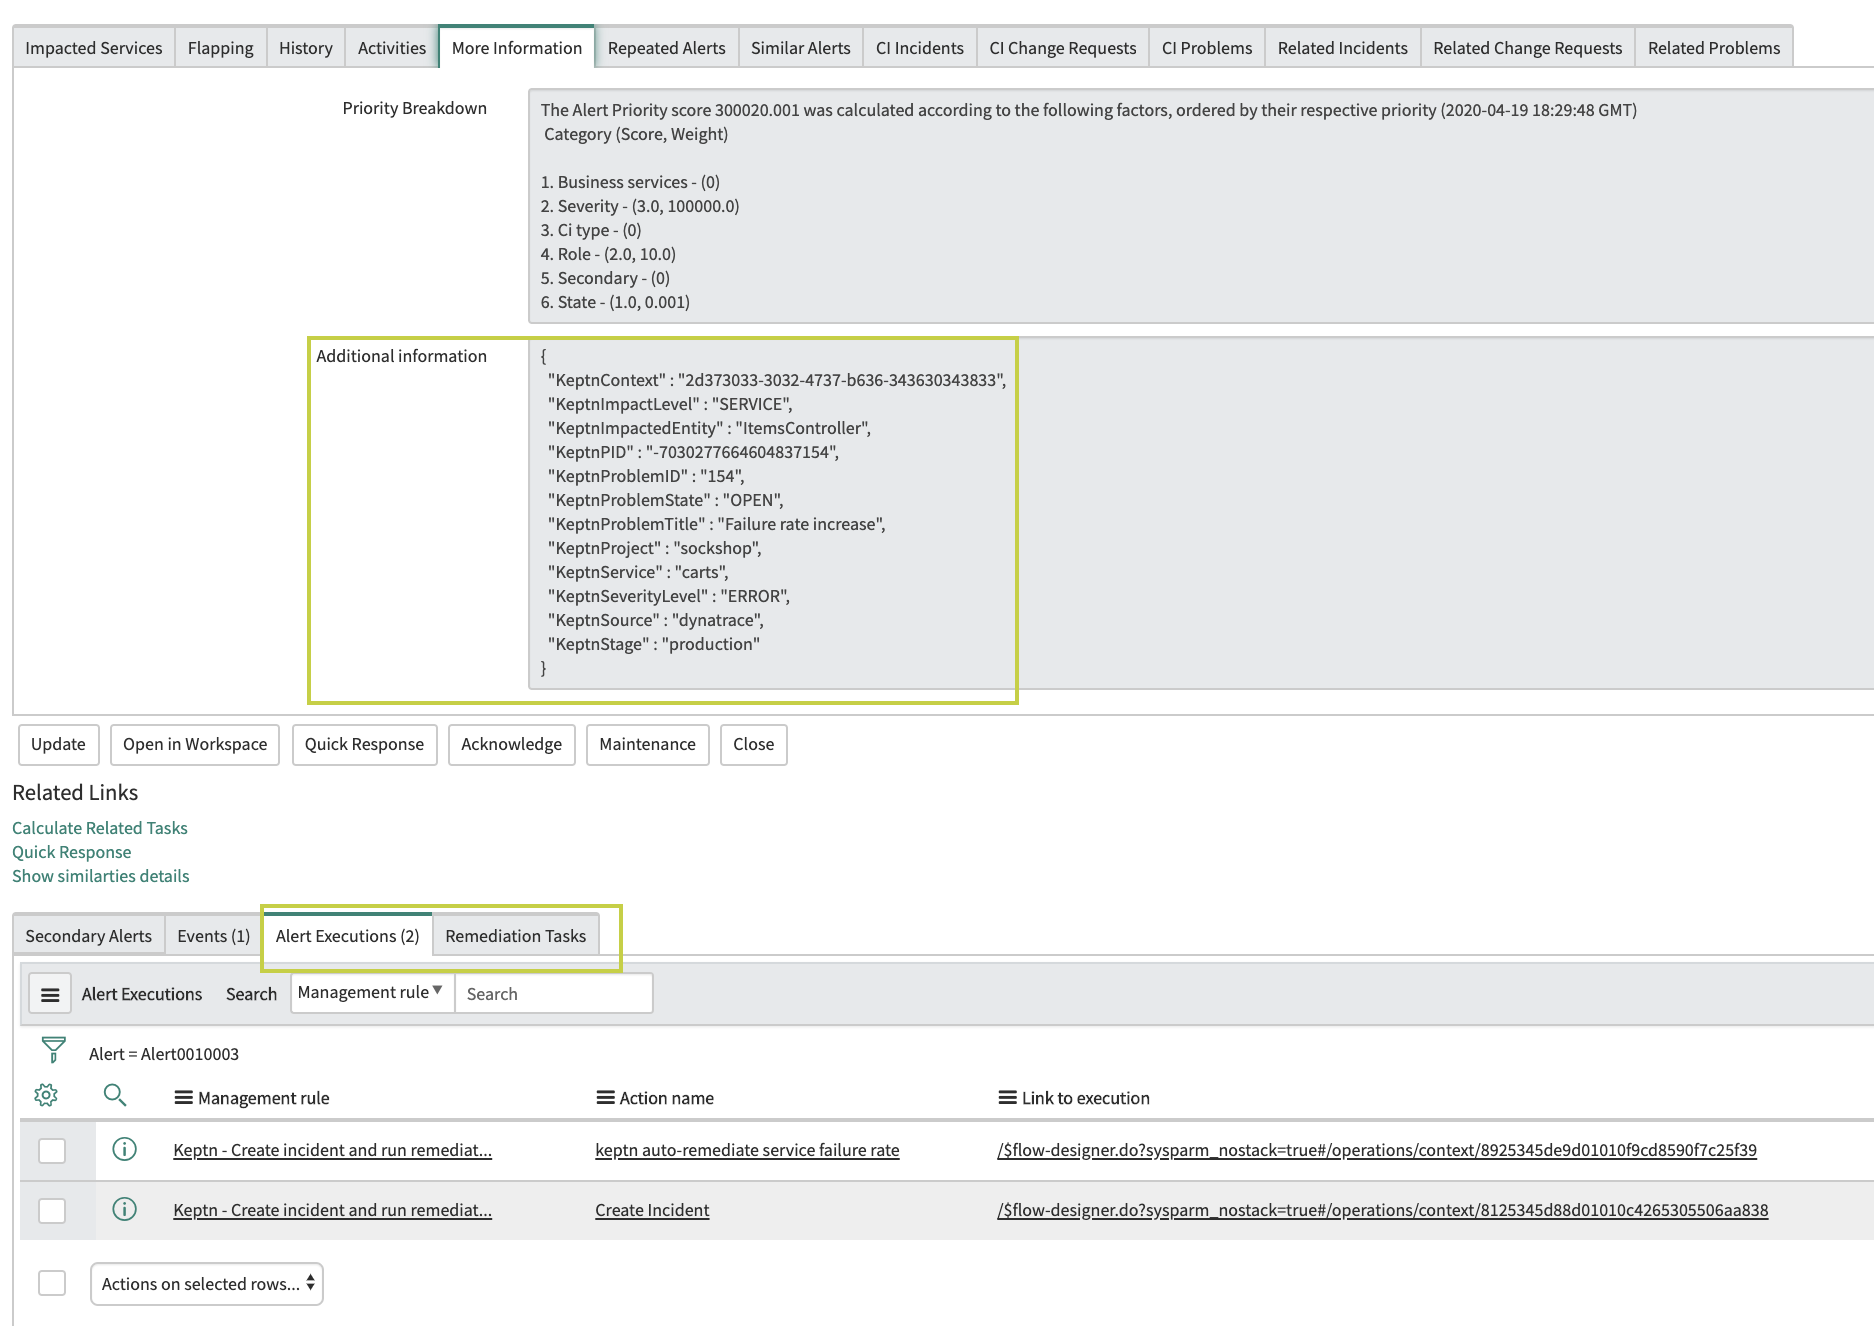 Impacted Services Flapping History Activities More Information Repeated Alerts Similar Alerts CI Incidents CI Change Requests CI Problems Related Incidents Related Change Requests Related Problems
Priority Breakdown
The Alert Priority score 300020.001 was calculated according to the following factors, ordered by their respective priority (2020-04-19 18:29:48 GMT)
Category (Score, Weight)
1. Business services - (0)
2. Severity - (3.0, 100000.0)
3. Ci type - (0)
4. Role - (2.0, 10.0)
5. Secondary - (0)
6. State - (1.0, 0.001)
Additional information
{
"KeptnContext" : "2d373033-3032-4737-b636-343630343833",
"KeptnImpactLevel" : "SERVICE",
"KeptnImpactedEntity" : "ItemsController",
"KeptnPID" : "-7030277664604837154",
"KeptnProblemID" : "154",
"KeptnProblemState" : "OPEN",
"KeptnProblemTitle" : "Failure rate increase",
"KeptnProject" : "sockshop",
"KeptnService" : "carts",
"KeptnSeverityLevel" : "ERROR",
"KeptnSource" : "dynatrace",
"KeptnStage" : "production"
}
Update Open in Workspace Quick Response Acknowledge Maintenance Close
Related Links
Calculate Related Tasks
Quick Response
Show similarties details
Secondary Alerts Events (1) Alert Executions (2) Remediation Tasks
Alert Executions Search Management rule Search
Alert = Alert0010003
Management rule Action name Link to execution
Keptn - Create incident and run remediat... keptn auto-remediate service failure rate /$flow-designer.do?sysparm_nostack=true#/operations/context/8925345de9d01010f9cd8590f7c25f39
Keptn - Create incident and run remediat... Create Incident /$flow-designer.do?sysparm_nostack=true#/operations/context/8125345d88d01010c4265305506aa838
Actions on selected rows...